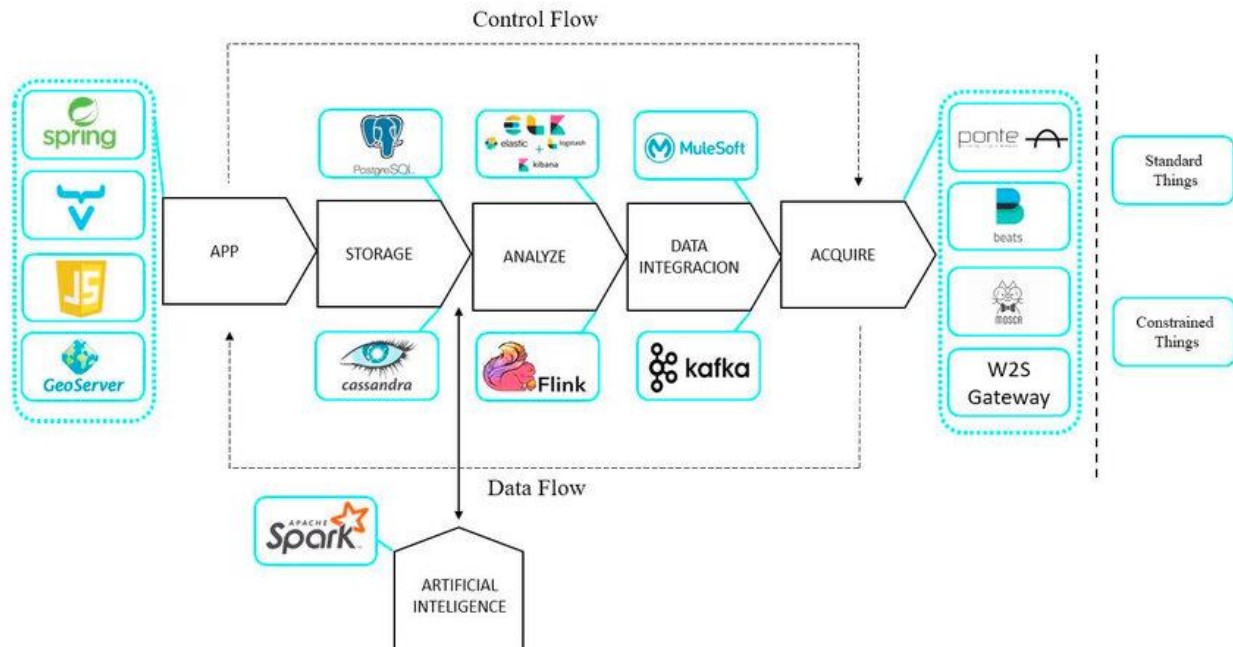 Control Flow
spring
PostgreSQL
elastic + logstash
kibana
MuleSoft
ponte
Standard
Things
APP
STORAGE
ANALYZE
DATA
INTEGRACION
ACQUIRE
beats
JS
MOSCA
Constrained
Things
GeoServer
cassandra
Flink
kafka
W2S
Gateway
Data Flow
APACHE
Spark
ARTIFICIAL
INTELIGENCE